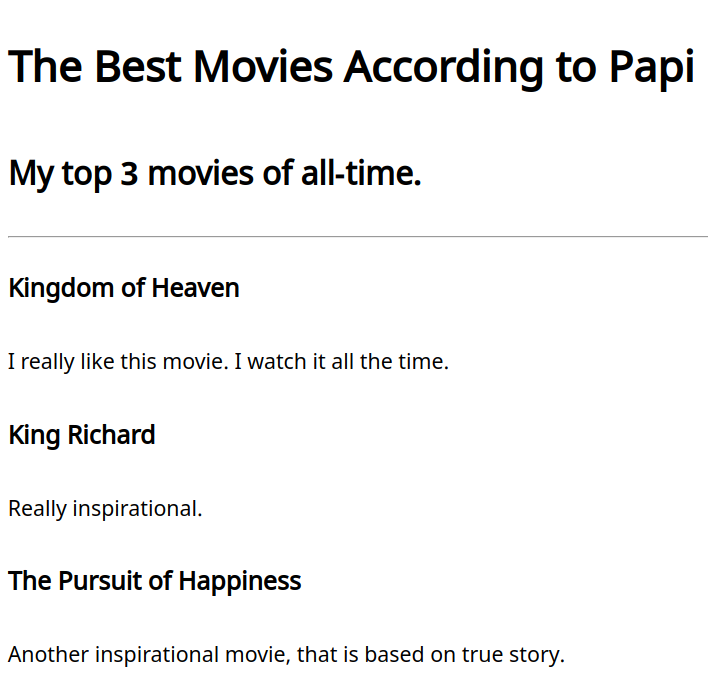 The Best Movies According to Papi
My top 3 movies of all-time.
Kingdom of Heaven
I really like this movie. I watch it all the time.
King Richard
Really inspirational.
The Pursuit of Happiness
Another inspirational movie, that is based on true story.